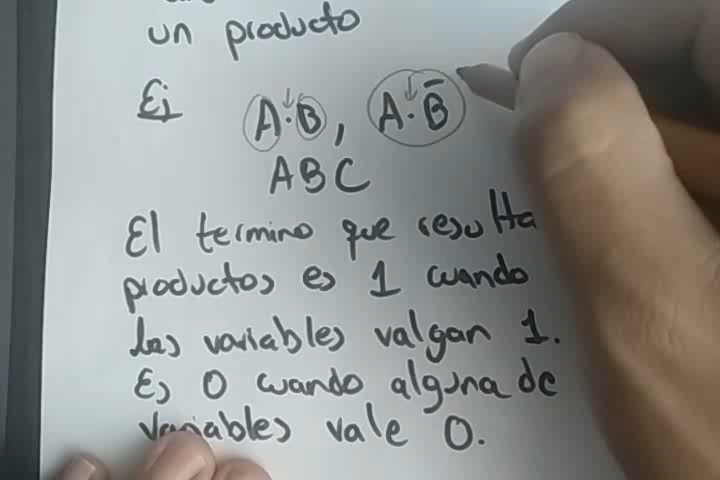 un producto
Ej
A·B, A·B̅
ABC
El termino que resulta
productos es 1 cuando
las variables valgan 1.
Es 0 cuando alguna de
variables vale 0.